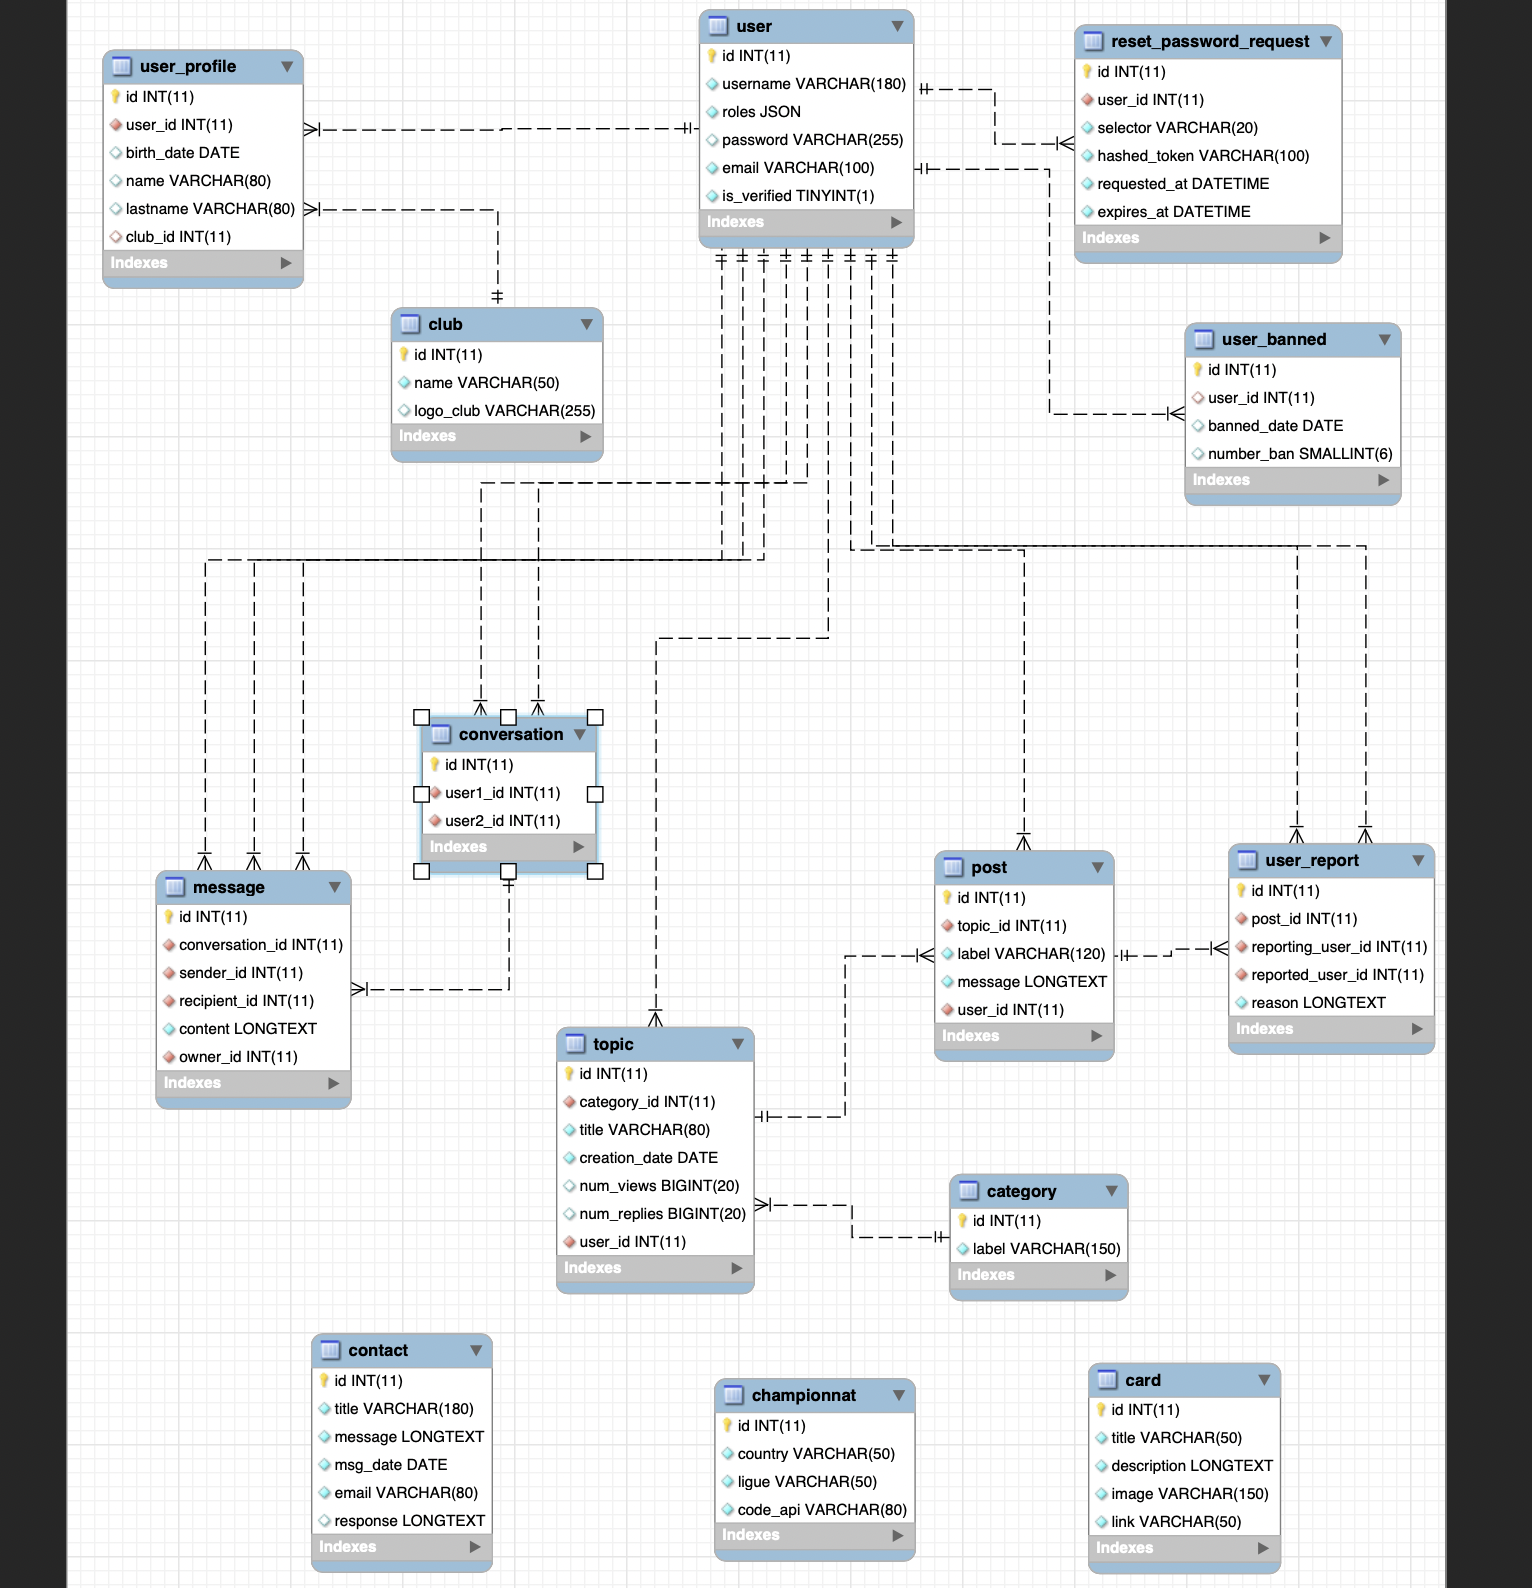 user
id INT(11)
username VARCHAR(180)
roles JSON
password VARCHAR(255)
email VARCHAR(100)
is_verified TINYINT(1)
Indexes
reset_password_request
id INT(11)
user_id INT(11)
selector VARCHAR(20)
hashed_token VARCHAR(100)
requested_at DATETIME
expires_at DATETIME
Indexes
user_profile
id INT(11)
user_id INT(11)
birth_date DATE
name VARCHAR(80)
lastname VARCHAR(80)
club_id INT(11)
Indexes
club
id INT(11)
name VARCHAR(50)
logo_club VARCHAR(255)
Indexes
user_banned
id INT(11)
user_id INT(11)
banned_date DATE
number_ban SMALLINT(6)
Indexes
conversation
id INT(11)
user1_id INT(11)
user2_id INT(11)
Indexes
message
id INT(11)
conversation_id INT(11)
sender_id INT(11)
recipient_id INT(11)
content LONGTEXT
owner_id INT(11)
Indexes
post
id INT(11)
topic_id INT(11)
label VARCHAR(120)
message LONGTEXT
user_id INT(11)
Indexes
user_report
id INT(11)
post_id INT(11)
reporting_user_id INT(11)
reported_user_id INT(11)
reason LONGTEXT
Indexes
topic
id INT(11)
category_id INT(11)
title VARCHAR(80)
creation_date DATE
num_views BIGINT(20)
num_replies BIGINT(20)
user_id INT(11)
Indexes
category
id INT(11)
label VARCHAR(150)
Indexes
contact
id INT(11)
title VARCHAR(180)
message LONGTEXT
msg_date DATE
email VARCHAR(80)
response LONGTEXT
Indexes
championnat
id INT(11)
country VARCHAR(50)
ligue VARCHAR(50)
code_api VARCHAR(80)
Indexes
card
id INT(11)
title VARCHAR(50)
description LONGTEXT
image VARCHAR(150)
link VARCHAR(50)
Indexes